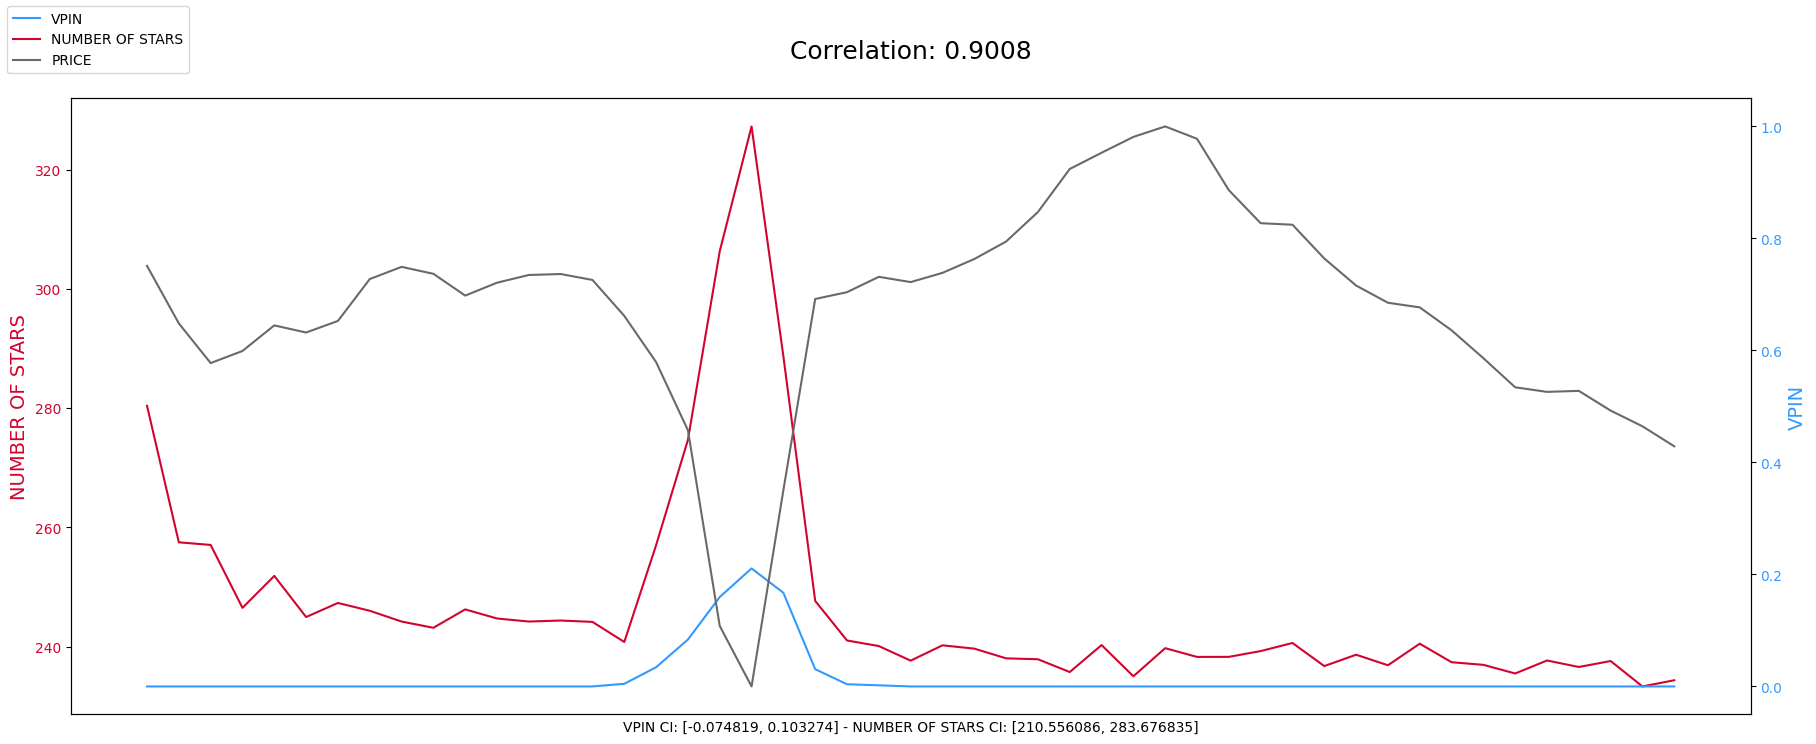 VPIN
NUMBER OF STARS
PRICE
Correlation: 0.9008
NUMBER OF STARS
320
300
280
260
240
1.0
0.8
0.6
0.4
0.2
0.0
VPIN
VPIN CI: [-0.074819, 0.103274] - NUMBER OF STARS CI: [210.556086, 283.676835]